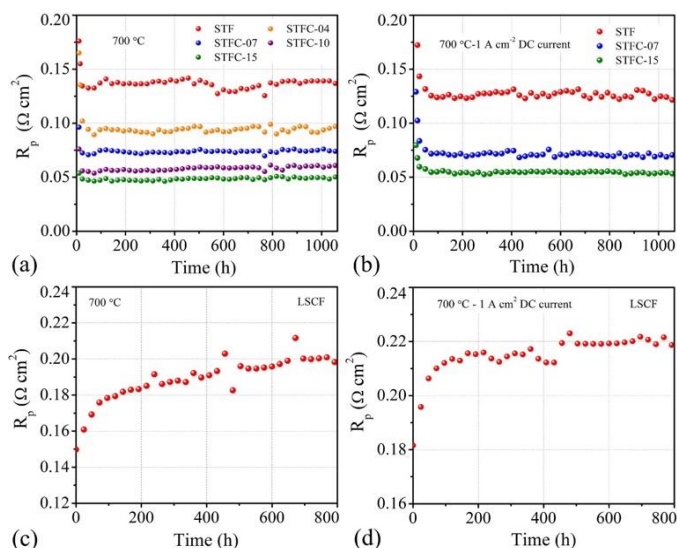 700 °C
STF
STFC-04
STFC-07
STFC-10
STFC-15
0.20
0.15
0.10
0.05
0.00
R_p (Ω cm²)
0 200 400 600 800 1000
Time (h)
(a)
700 °C-1 A cm⁻² DC current
STF
STFC-07
STFC-15
0.20
0.15
0.10
0.05
0.00
R_p (Ω cm²)
0 200 400 600 800 1000
Time (h)
(b)
700 °C
LSCF
0.24
0.22
0.20
0.18
0.16
0.14
0.12
R_p (Ω cm²)
0 200 400 600 800
Time (h)
(c)
700 °C - 1 A cm⁻² DC current
LSCF
0.24
0.22
0.20
0.18
0.16
R_p (Ω cm²)
0 200 400 600 800
Time (h)
(d)